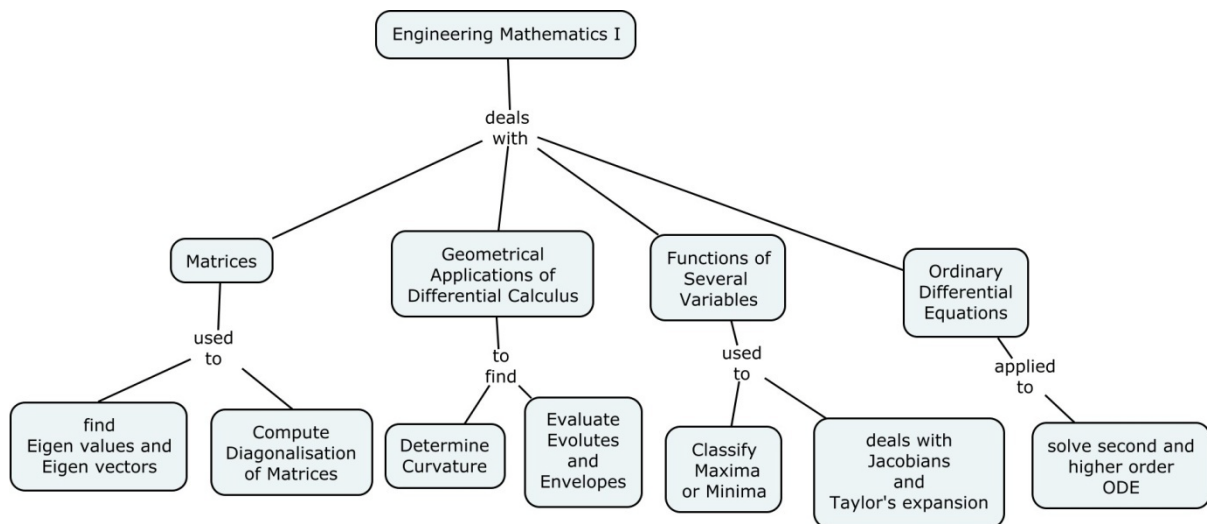 Engineering Mathematics I
deals
with
Matrices
Geometrical
Applications of
Differential Calculus
Functions of
Several
Variables
Ordinary
Differential
Equations
used
to
to
find
used
to
applied
to
find
Eigen values and
Eigen vectors
Compute
Diagonalisation
of Matrices
Determine
Curvature
Evaluate
Evolutes
and
Envelopes
Classify
Maxima
or Minima
deals with
Jacobians
and
Taylor's expansion
solve second and
higher order
ODE